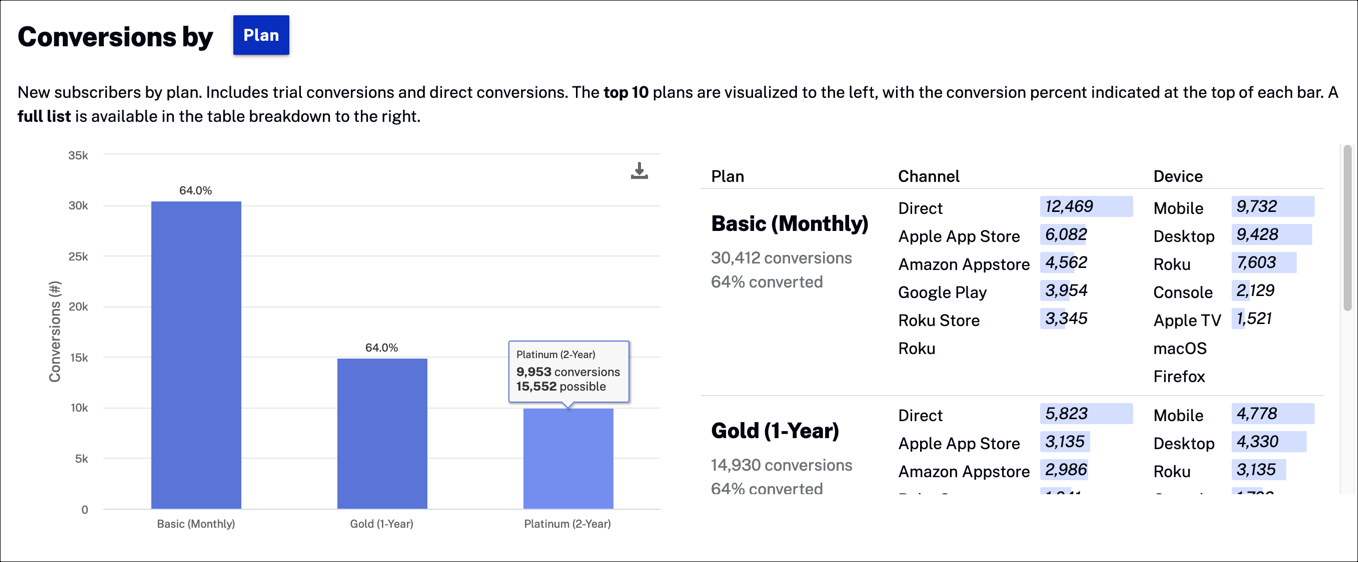 Conversions by Plan
New subscribers by plan. Includes trial conversions and direct conversions. The top 10 plans are visualized to the left, with the conversion percent indicated at the top of each bar. A
full list is available in the table breakdown to the right.
Conversions (#)
35k
30k
25k
20k
15k
10k
5k
0
64.0%
64.0%
Platinum (2-Year)
9,953 conversions
15,552 possible
Basic (Monthly)
Gold (1-Year)
Platinum (2-Year)
Plan Channel Device
Basic (Monthly)
30,412 conversions
64% converted
Direct 12,469
Apple App Store 6,082
Amazon Appstore 4,562
Google Play 3,954
Roku Store 3,345
Roku
Mobile 9,732
Desktop 9,428
Roku 7,603
Console 2,129
Apple TV 1,521
macOS
Firefox
Gold (1-Year)
14,930 conversions
64% converted
Direct 5,823
Apple App Store 3,135
Amazon Appstore 2,986
Mobile 4,778
Desktop 4,330
Roku 3,135